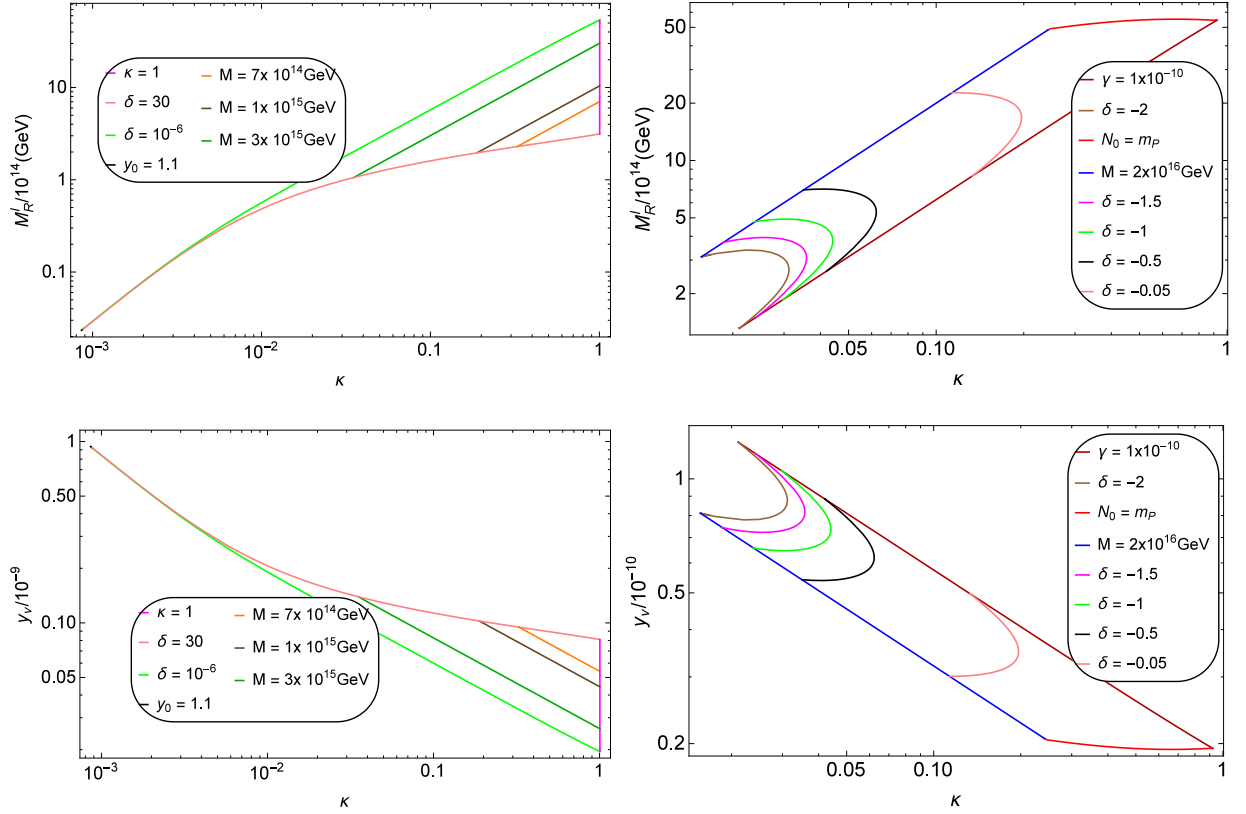 M_R^I/10^14(GeV)
10
1
0.1
10^-3
10^-2
0.1
1
κ
κ = 1
δ = 30
δ = 10^-6
y_0 = 1.1
M = 7x 10^14GeV
M = 1x 10^15GeV
M = 3x 10^15GeV
M_R^I/10^14(GeV)
50
20
10
5
2
0.05
0.10
1
κ
γ = 1x10^-10
δ = −2
N_0 = m_P
M = 2x10^16GeV
δ = −1.5
δ = −1
δ = −0.5
δ = −0.05
y_ν/10^-9
1
0.50
0.10
0.05
10^-3
10^-2
0.1
1
κ
κ = 1
δ = 30
δ = 10^-6
y_0 = 1.1
M = 7x 10^14GeV
M = 1x 10^15GeV
M = 3x 10^15GeV
y_ν/10^-10
1
0.5
0.2
0.05
0.10
1
κ
γ = 1x10^-10
δ = −2
N_0 = m_P
M = 2x10^16GeV
δ = −1.5
δ = −1
δ = −0.5
δ = −0.05